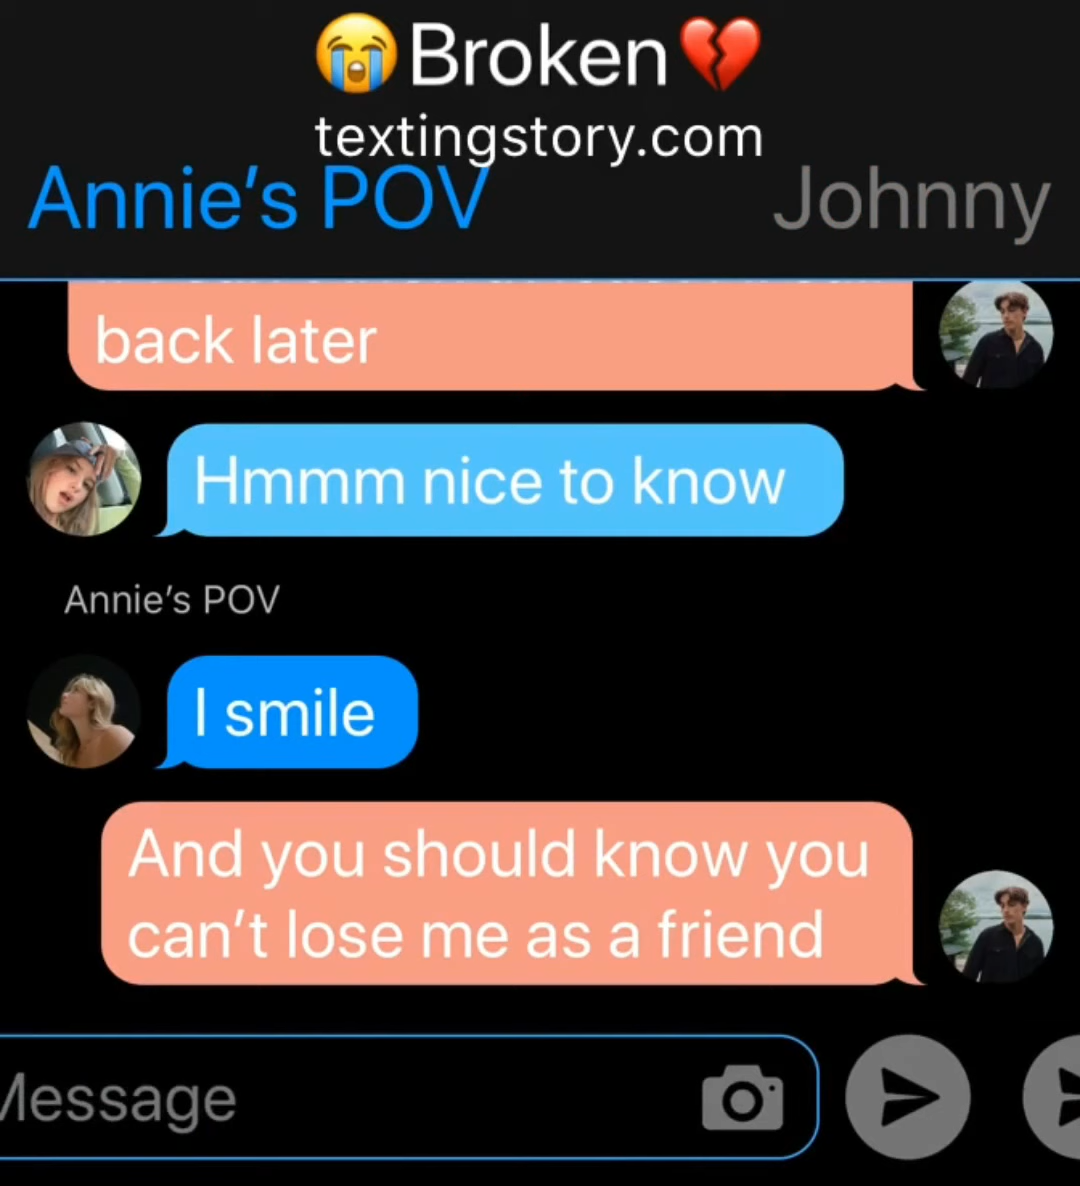 😭Broken💔
textingstory.com
Annie's POV
Johnny
back later
Hmmm nice to know
Annie's POV
I smile
And you should know you
can't lose me as a friend
Message